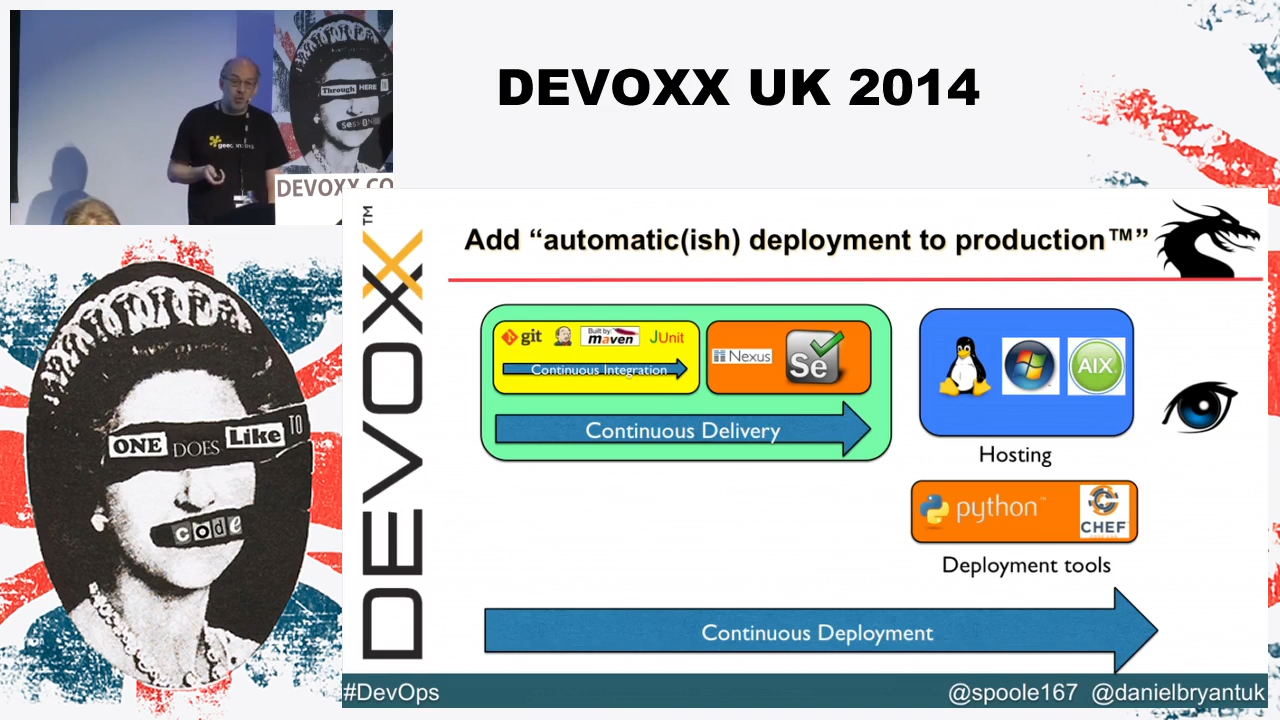 DEVOXX UK 2014
Through HERE IS
DEVOXX CO
ONE DOES Like TO
code
DEVOXX™
Add “automatic(ish) deployment to production™”
git
Built by
maven
JUnit
Continuous Integration
Nexus
Se
Continuous Delivery
AIX
Hosting
python™
CHEF
Deployment tools
Continuous Deployment
#DevOps
@spoole167 @danielbryantuk